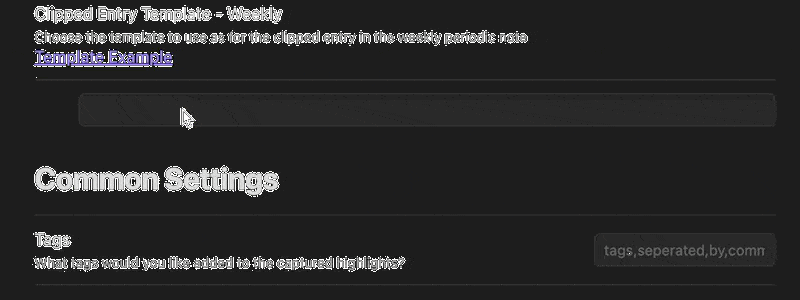 Clipped Entry Template - Weekly
Choose the template to use as for the clipped entry in the weekly periodic note
Template Example
Common Settings
Tags
What tags would you like added to the captured highlights?
tags,seperated,by,comm